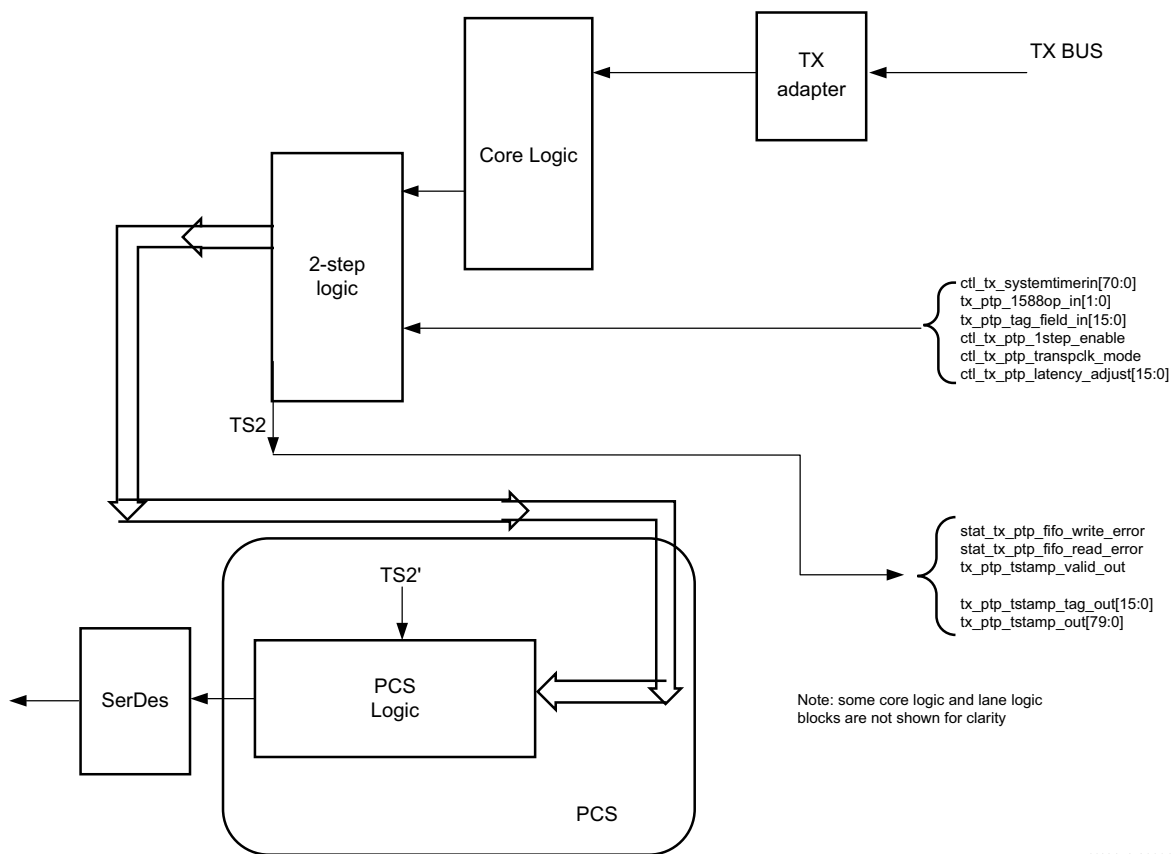 TX BUS
TX
adapter
Core Logic
2-step
logic
ctl_tx_systemtimerin[70:0]
tx_ptp_1588op_in[1:0]
tx_ptp_tag_field_in[15:0]
ctl_tx_ptp_1step_enable
ctl_tx_ptp_transpclk_mode
ctl_tx_ptp_latency_adjust[15:0]
TS2
stat_tx_ptp_fifo_write_error
stat_tx_ptp_fifo_read_error
tx_ptp_tstamp_valid_out
tx_ptp_tstamp_tag_out[15:0]
tx_ptp_tstamp_out[79:0]
TS2'
SerDes
PCS
Logic
Note: some core logic and lane logic
blocks are not shown for clarity
PCS